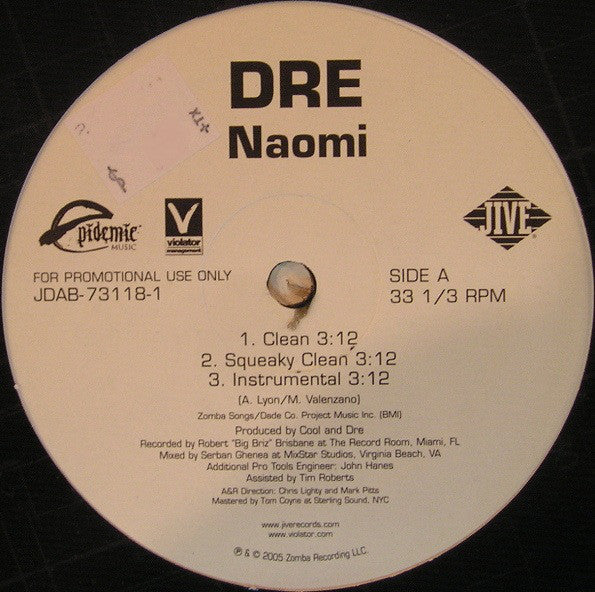 DRE
Naomi
Epidemic
MUSIC
V
violator
management
JIVE®
FOR PROMOTIONAL USE ONLY
JDAB-73118-1
SIDE A
33 1/3 RPM
1. Clean 3:12
2. Squeaky Clean 3:12
3. Instrumental 3:12
(A. Lyon/M. Valenzano)
Zomba Songs/Dade Co. Project Music Inc. (BMI)
Produced by Cool and Dre
Recorded by Robert "Big Briz" Brisbane at The Record Room, Miami, FL
Mixed by Serban Ghenea at MixStar Studios, Virginia Beach, VA
Additional Pro Tools Engineer: John Hanes
Assisted by Tim Roberts
A&R Direction: Chris Lighty and Mark Pitts
Mastered by Tom Coyne at Sterling Sound, NYC
www.jiverecords.com
www.violator.com
℗ & © 2005 Zomba Recording LLC.